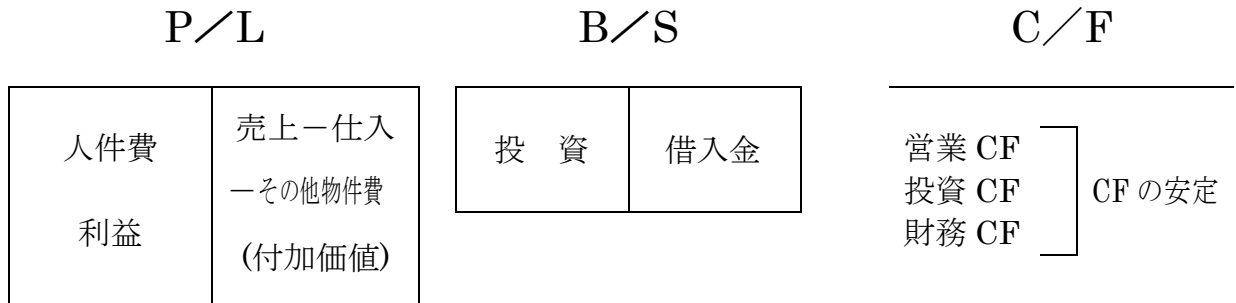 P／L
人件費
利益
売上－仕入
－その他物件費
(付加価値)
B／S
投　資
借入金
C／F
営業 CF
投資 CF
財務 CF
CF の安定